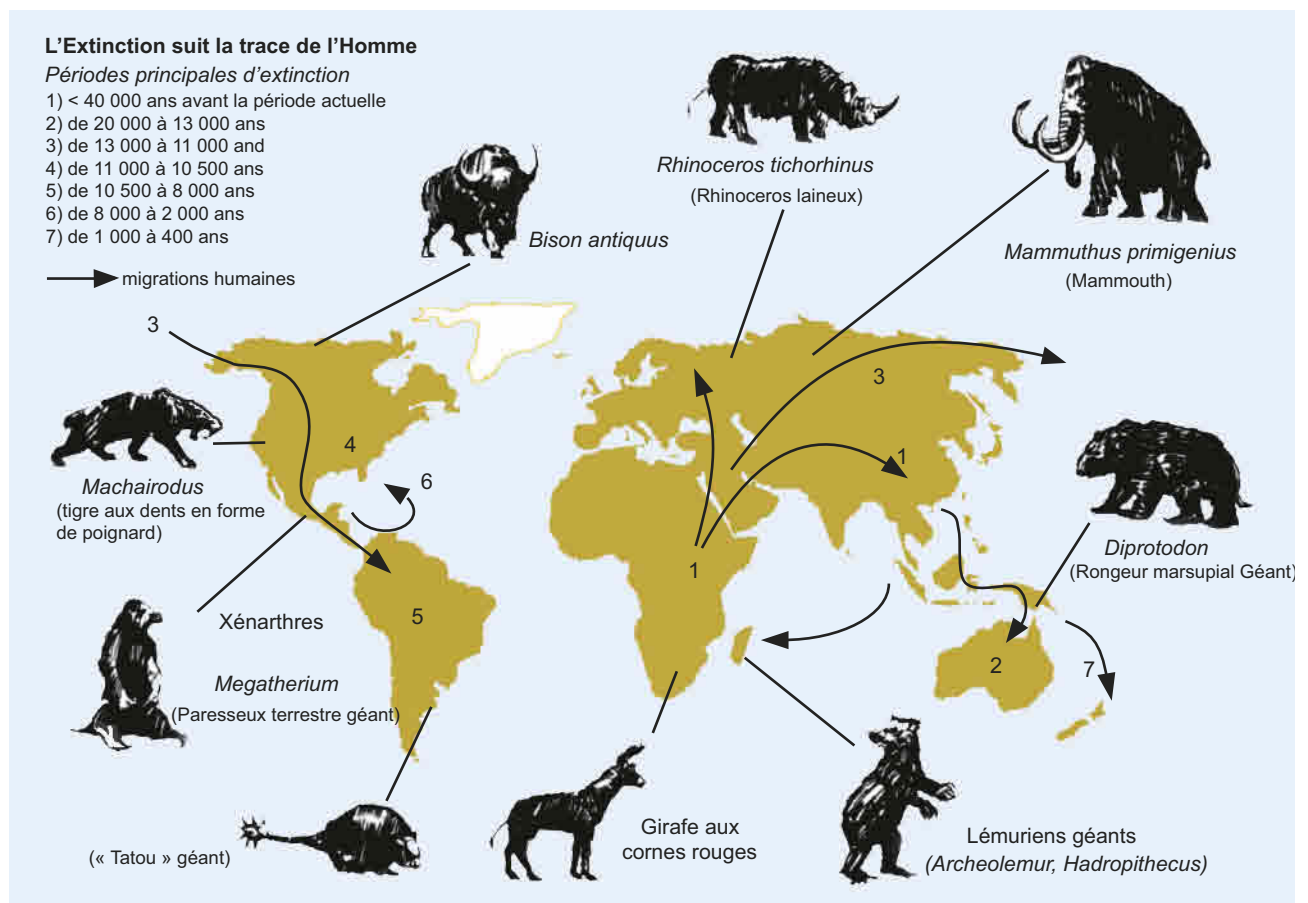 L'Extinction suit la trace de l'Homme
Périodes principales d'extinction
1) < 40 000 ans avant la période actuelle
2) de 20 000 à 13 000 ans
3) de 13 000 à 11 000 and
4) de 11 000 à 10 500 ans
5) de 10 500 à 8 000 ans
6) de 8 000 à 2 000 ans
7) de 1 000 à 400 ans
migrations humaines
Bison antiquus
Rhinoceros tichorhinus
(Rhinoceros laineux)
Mammuthus primigenius
(Mammouth)
3
3
Machairodus
(tigre aux dents en forme
de poignard)
4
6
1
1
Diprotodon
(Rongeur marsupial Géant)
5
2
7
Xénarthres
Megatherium
(Paresseux terrestre géant)
(« Tatou » géant)
Girafe aux
cornes rouges
Lémuriens géants
(Archeolemur, Hadropithecus)